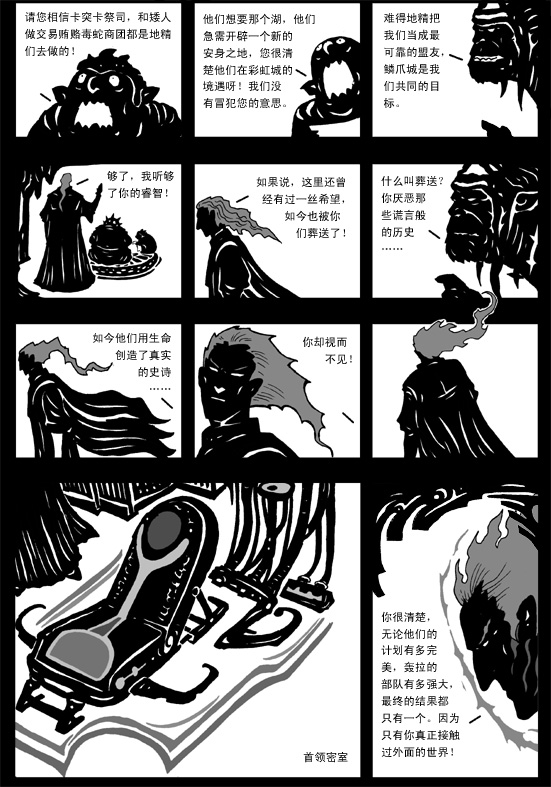 请您相信卡突卡祭司，和矮人
做交易贿赂毒蛇商团都是地精
们去做的！
他们想要那个湖，他们
急需开辟一个新的
安身之地，您很清
楚他们在彩虹城的
境遇呀！我们没
有冒犯您的意思。
难得地精把
我们当成最
可靠的盟友，
鳞爪城是我
们共同的目
标。
够了，我听够
了你的睿智！
如果说，这里还曾
经有过一丝希望，
如今也被你
们葬送了！
什么叫葬送？
你厌恶那
些谎言般
的历史
……
如今他们用生命
创造了真实
的史诗
……
你却视而
不见！
首领密室
你很清楚，
无论他们的
计划有多完
美，轰拉的
部队有多强大，
最终的结果都
只有一个。因为
只有你真正接触
过外面的世界！